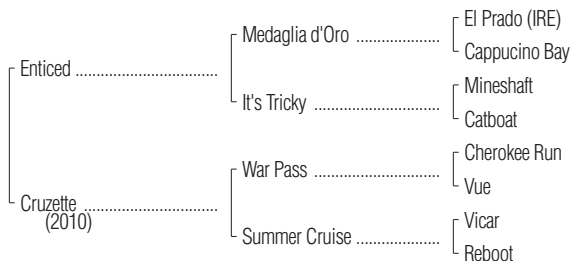 El Prado (IRE)
Medaglia d'Oro
Cappucino Bay
Enticed
Mineshaft
It's Tricky
Catboat
Cherokee Run
War Pass
Vue
Cruzette
(2010)
Vicar
Summer Cruise
Reboot